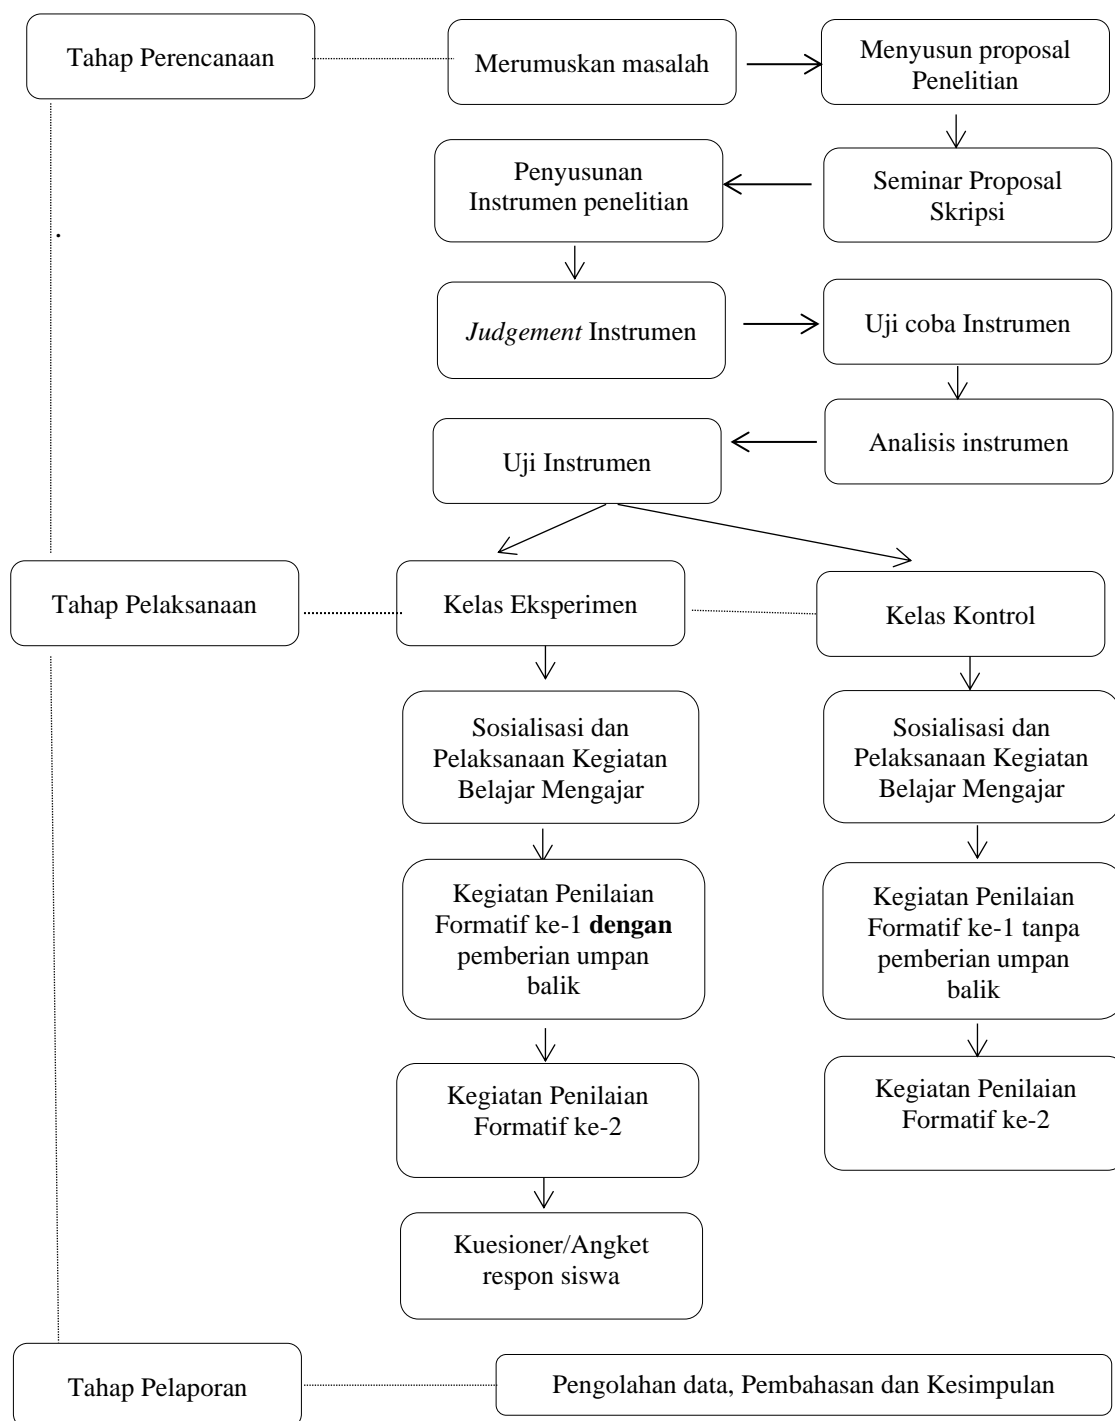 Tahap Perencanaan
Merumuskan masalah
Menyusun proposal
Penelitian
Penyusunan
Instrumen penelitian
Seminar Proposal
Skripsi
.
Judgement Instrumen
Uji coba Instrumen
Uji Instrumen
Analisis instrumen
Tahap Pelaksanaan
Kelas Eksperimen
Kelas Kontrol
Sosialisasi dan
Pelaksanaan Kegiatan
Belajar Mengajar
Sosialisasi dan
Pelaksanaan Kegiatan
Belajar Mengajar
Kegiatan Penilaian
Formatif ke-1 dengan
pemberian umpan
balik
Kegiatan Penilaian
Formatif ke-1 tanpa
pemberian umpan
balik
Kegiatan Penilaian
Formatif ke-2
Kegiatan Penilaian
Formatif ke-2
Kuesioner/Angket
respon siswa
Tahap Pelaporan
Pengolahan data, Pembahasan dan Kesimpulan